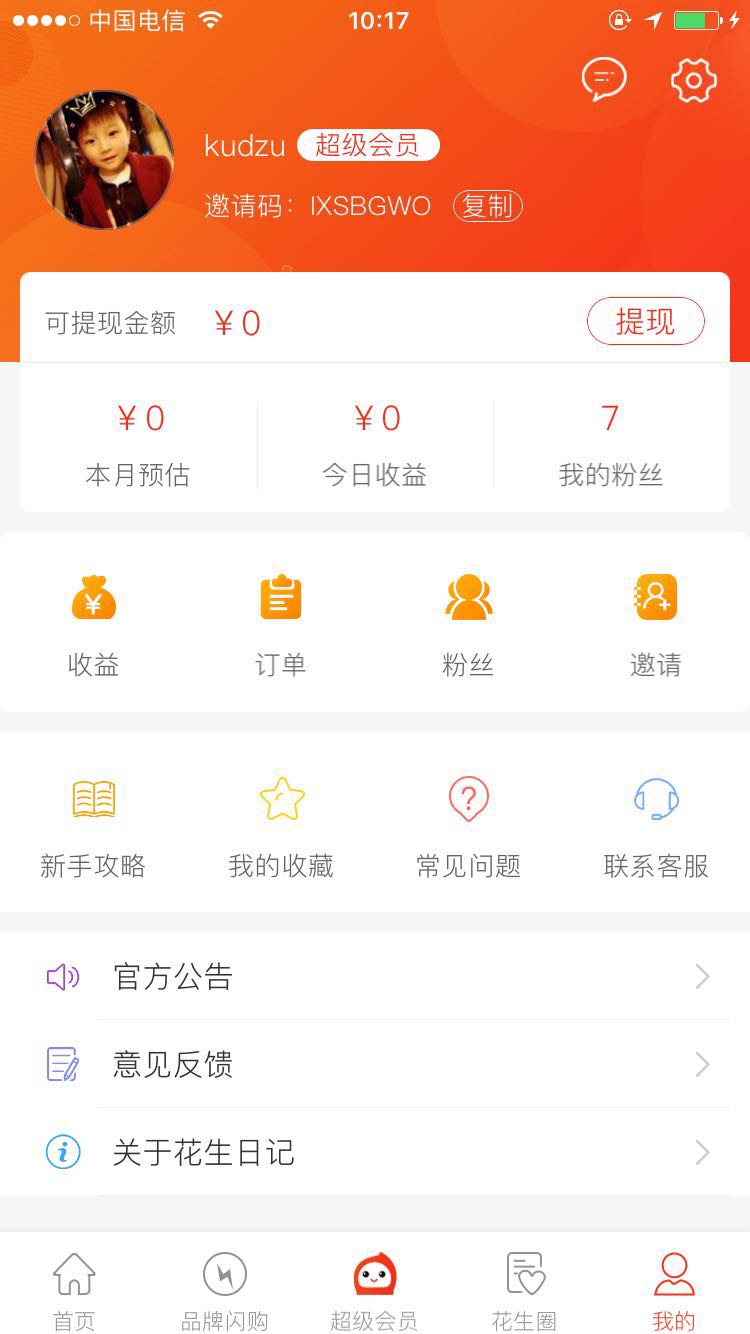 中国电信 10:17
kudzu 超级会员
邀请码： IXSBGWO 复制
可提现金额 ¥ 0 提现
¥ 0 ¥ 0 7
本月预估 今日收益 我的粉丝
收益 订单 粉丝 邀请
新手攻略 我的收藏 常见问题 联系客服
官方公告
意见反馈
关于花生日记
首页 品牌闪购 超级会员 花生圈 我的